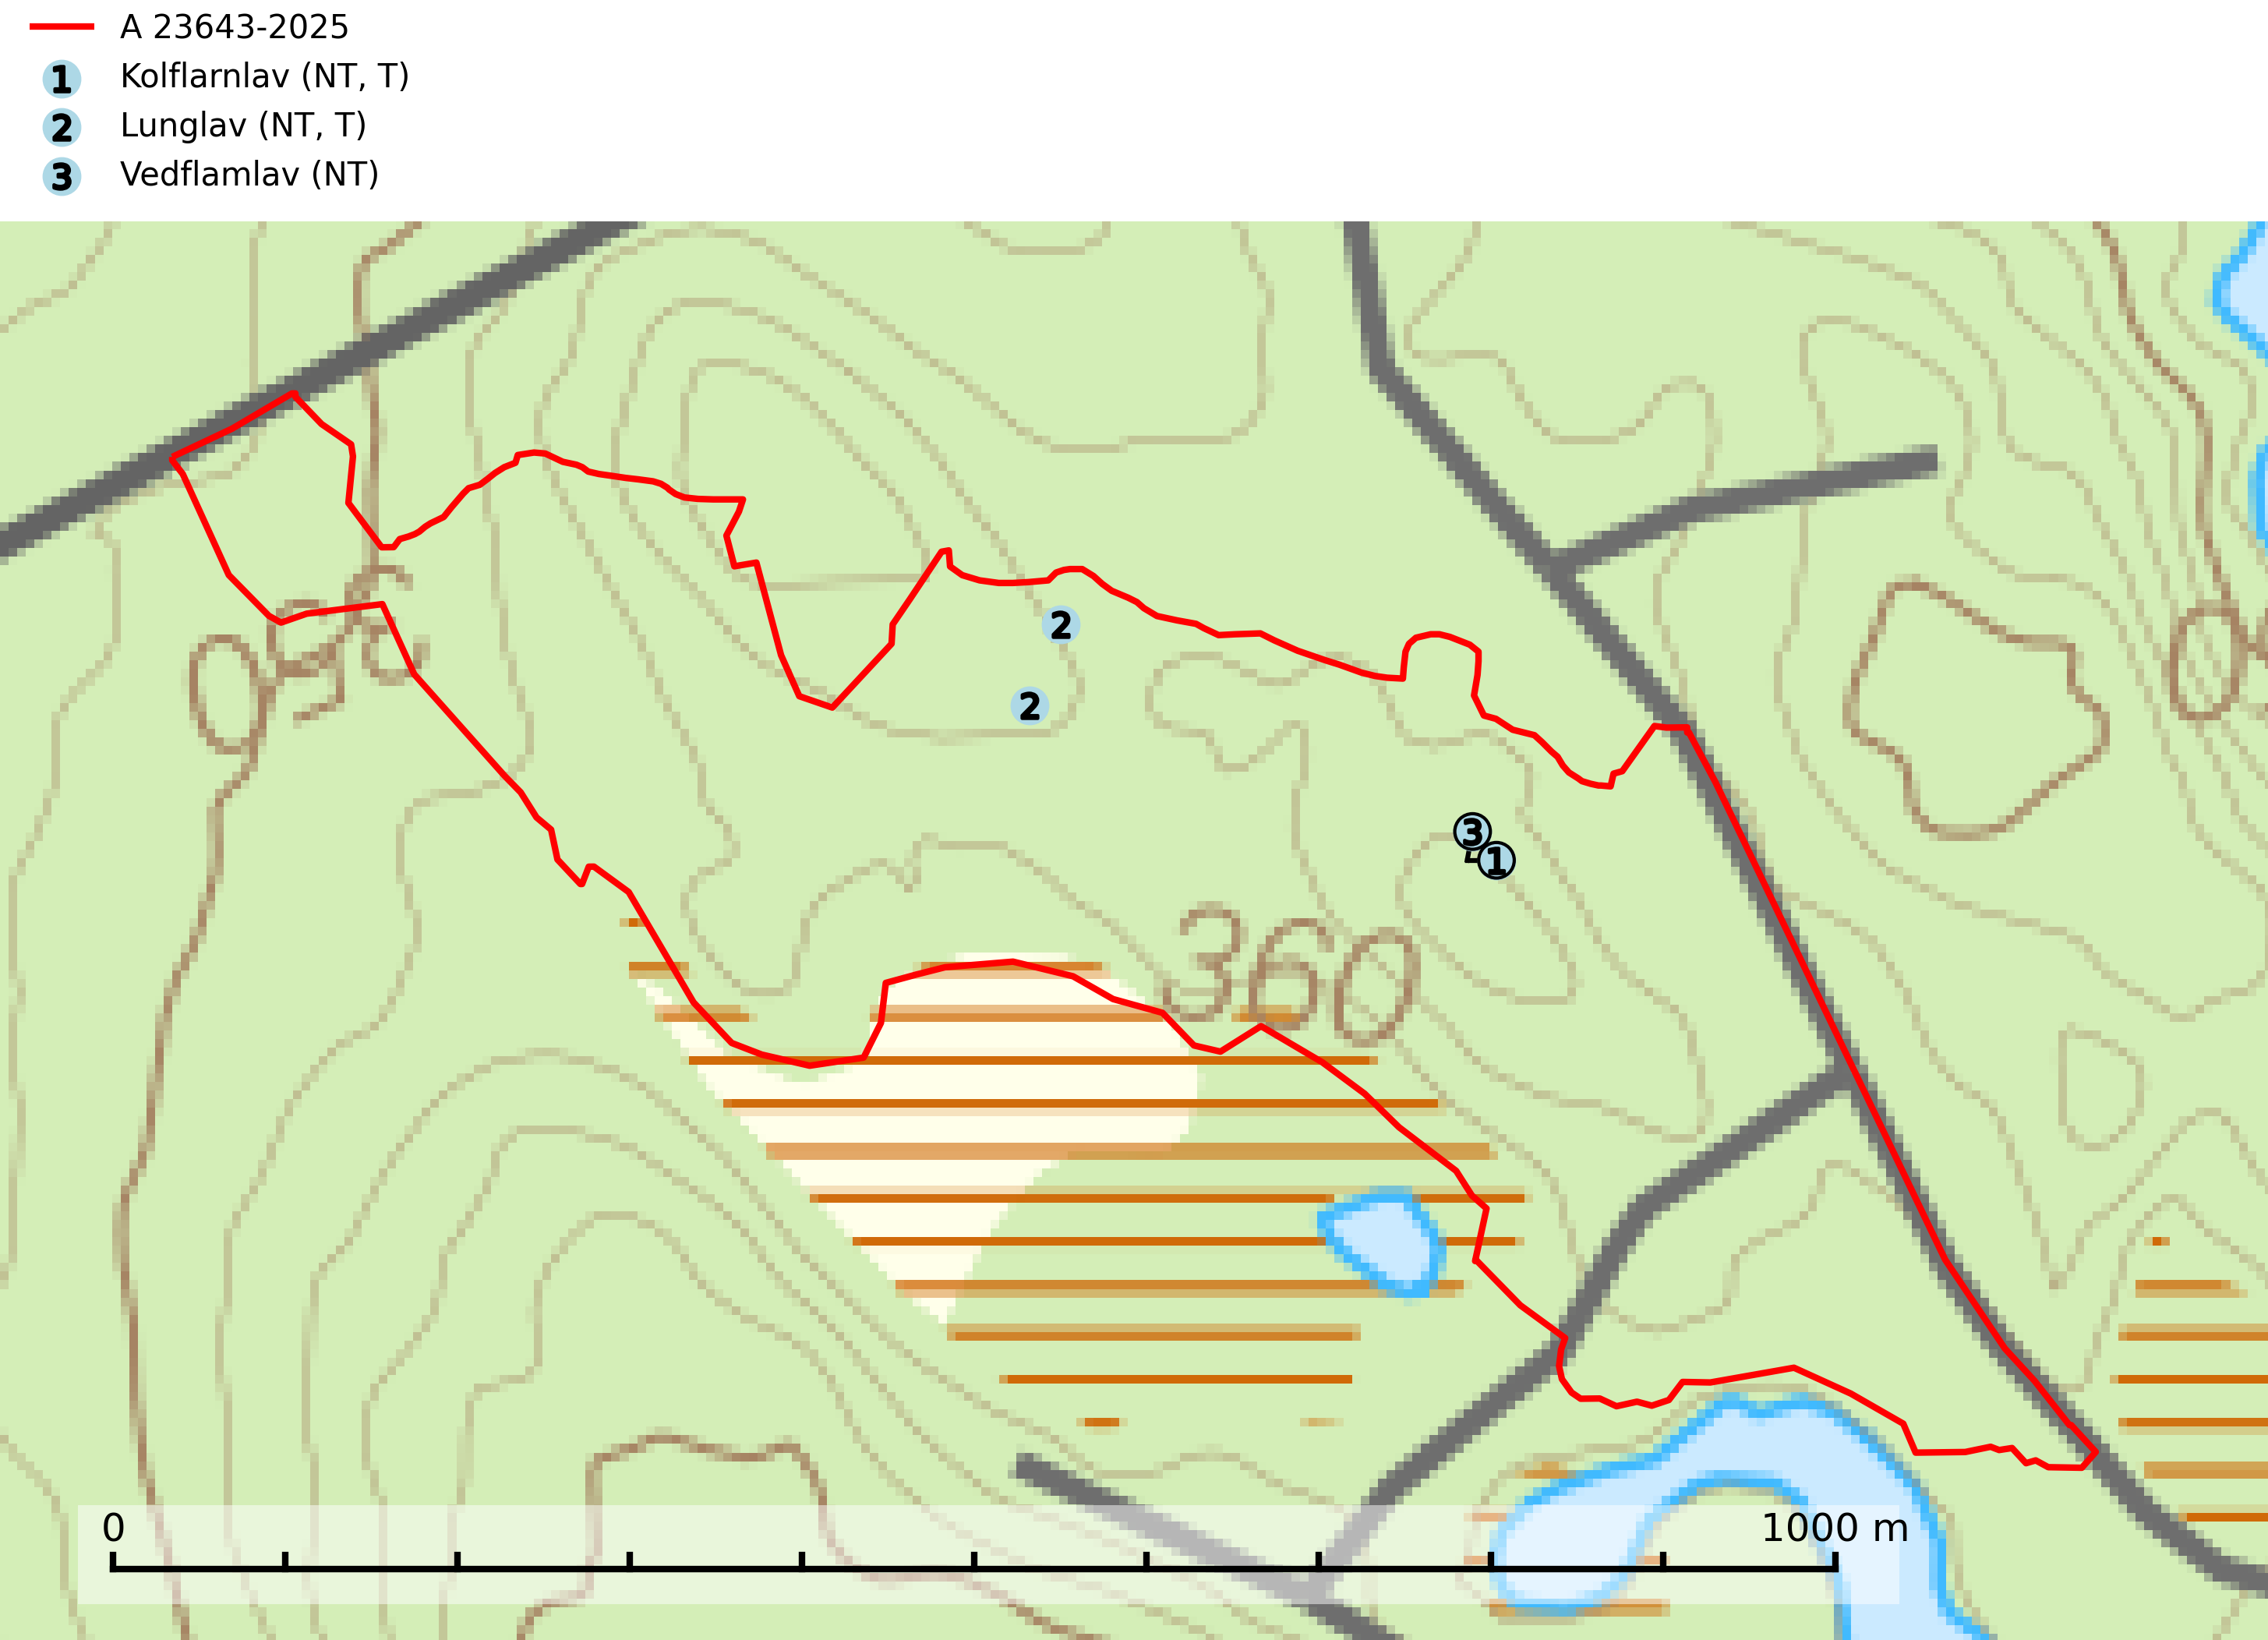 A 23643-2025
1 Kolflarnlav (NT, T)
2 Lunglav (NT, T)
3 Vedflamlav (NT)
2
2
3
1
360
0 1000 m